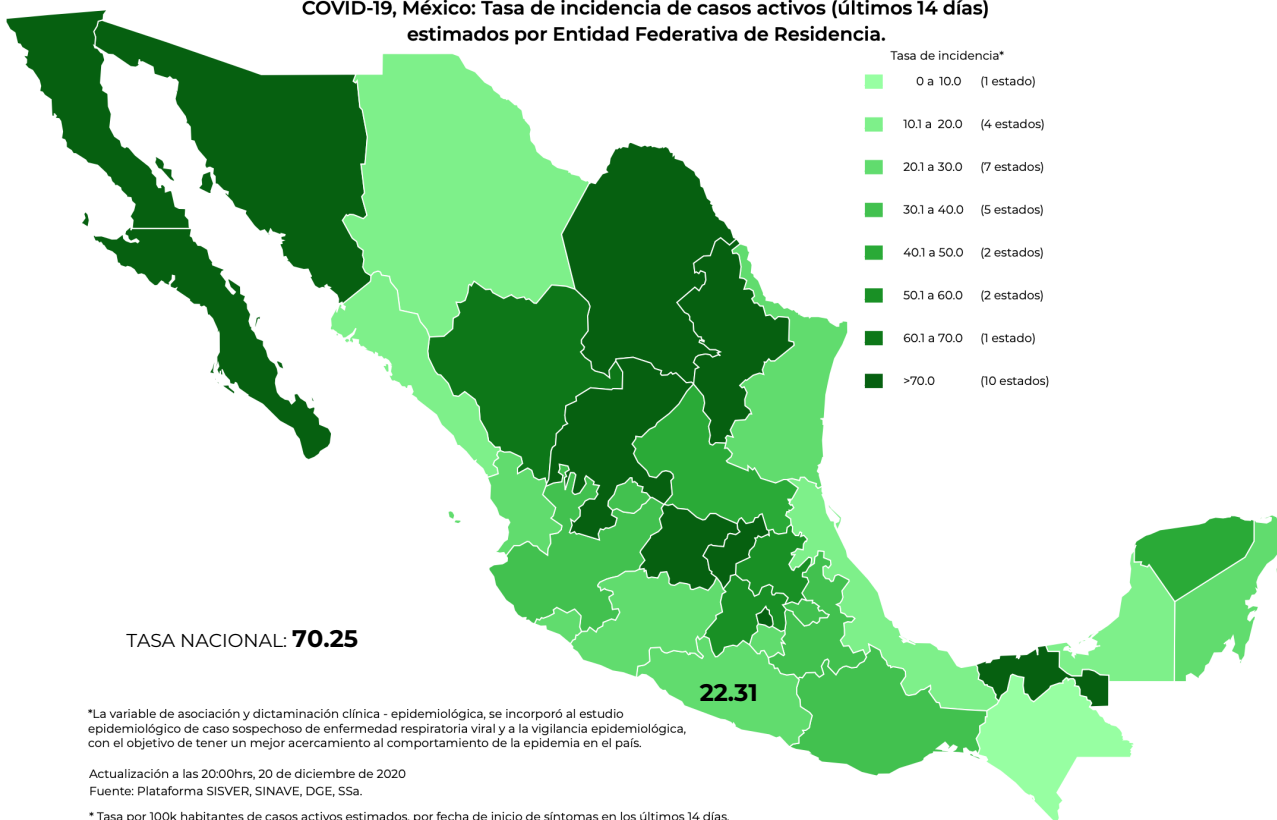 COVID-19, México: Tasa de incidencia de casos activos (últimos 14 días)
estimados por Entidad Federativa de Residencia.
Tasa de incidencia*
0 a 10.0 (1 estado)
10.1 a 20.0 (4 estados)
20.1 a 30.0 (7 estados)
30.1 a 40.0 (5 estados)
40.1 a 50.0 (2 estados)
50.1 a 60.0 (2 estados)
60.1 a 70.0 (1 estado)
>70.0 (10 estados)
TASA NACIONAL: 70.25
22.31
*La variable de asociación y dictaminación clínica - epidemiológica, se incorporó al estudio
epidemiológico de caso sospechoso de enfermedad respiratoria viral y a la vigilancia epidemiológica,
con el objetivo de tener un mejor acercamiento al comportamiento de la epidemia en el país.
Actualización a las 20:00hrs, 20 de diciembre de 2020
Fuente: Plataforma SISVER, SINAVE, DGE, SSa.
* Tasa por 100k habitantes de casos activos estimados, por fecha de inicio de síntomas en los últimos 14 días.